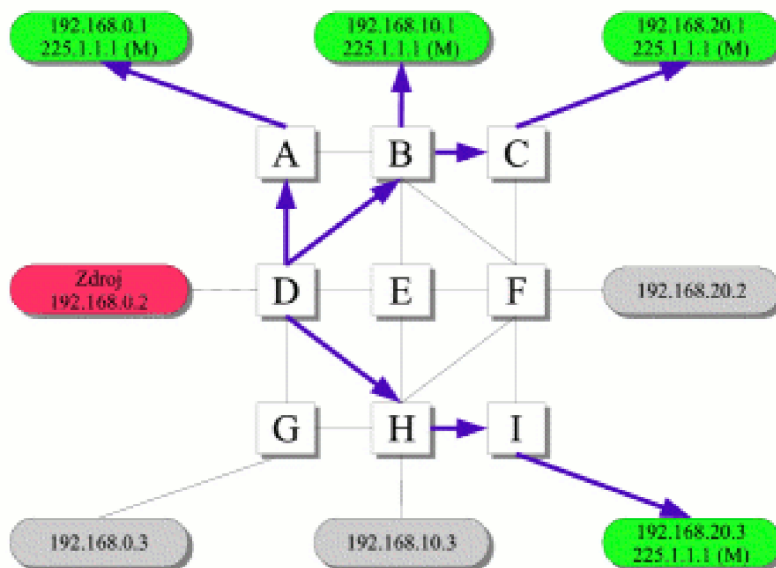 192.168.0.1
225.1.1.1 (M)
192.168.10.1
225.1.1.1 (M)
192.168.20.1
225.1.1.1 (M)
A
B
C
Zdroj
192.168.0.2
D
E
F
192.168.20.2
G
H
I
192.168.0.3
192.168.10.3
192.168.20.3
225.1.1.1 (M)